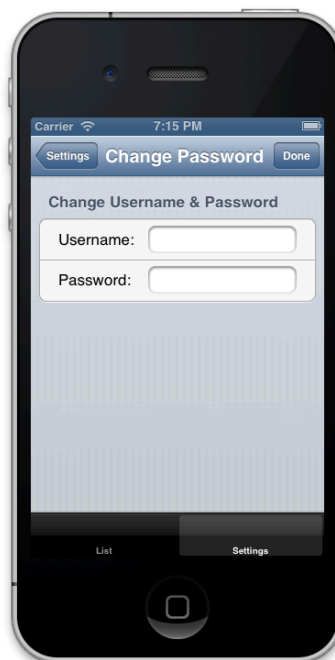 Carrier 7:15 PM
Settings Change Password Done
Change Username & Password
Username:
Password:
List Settings